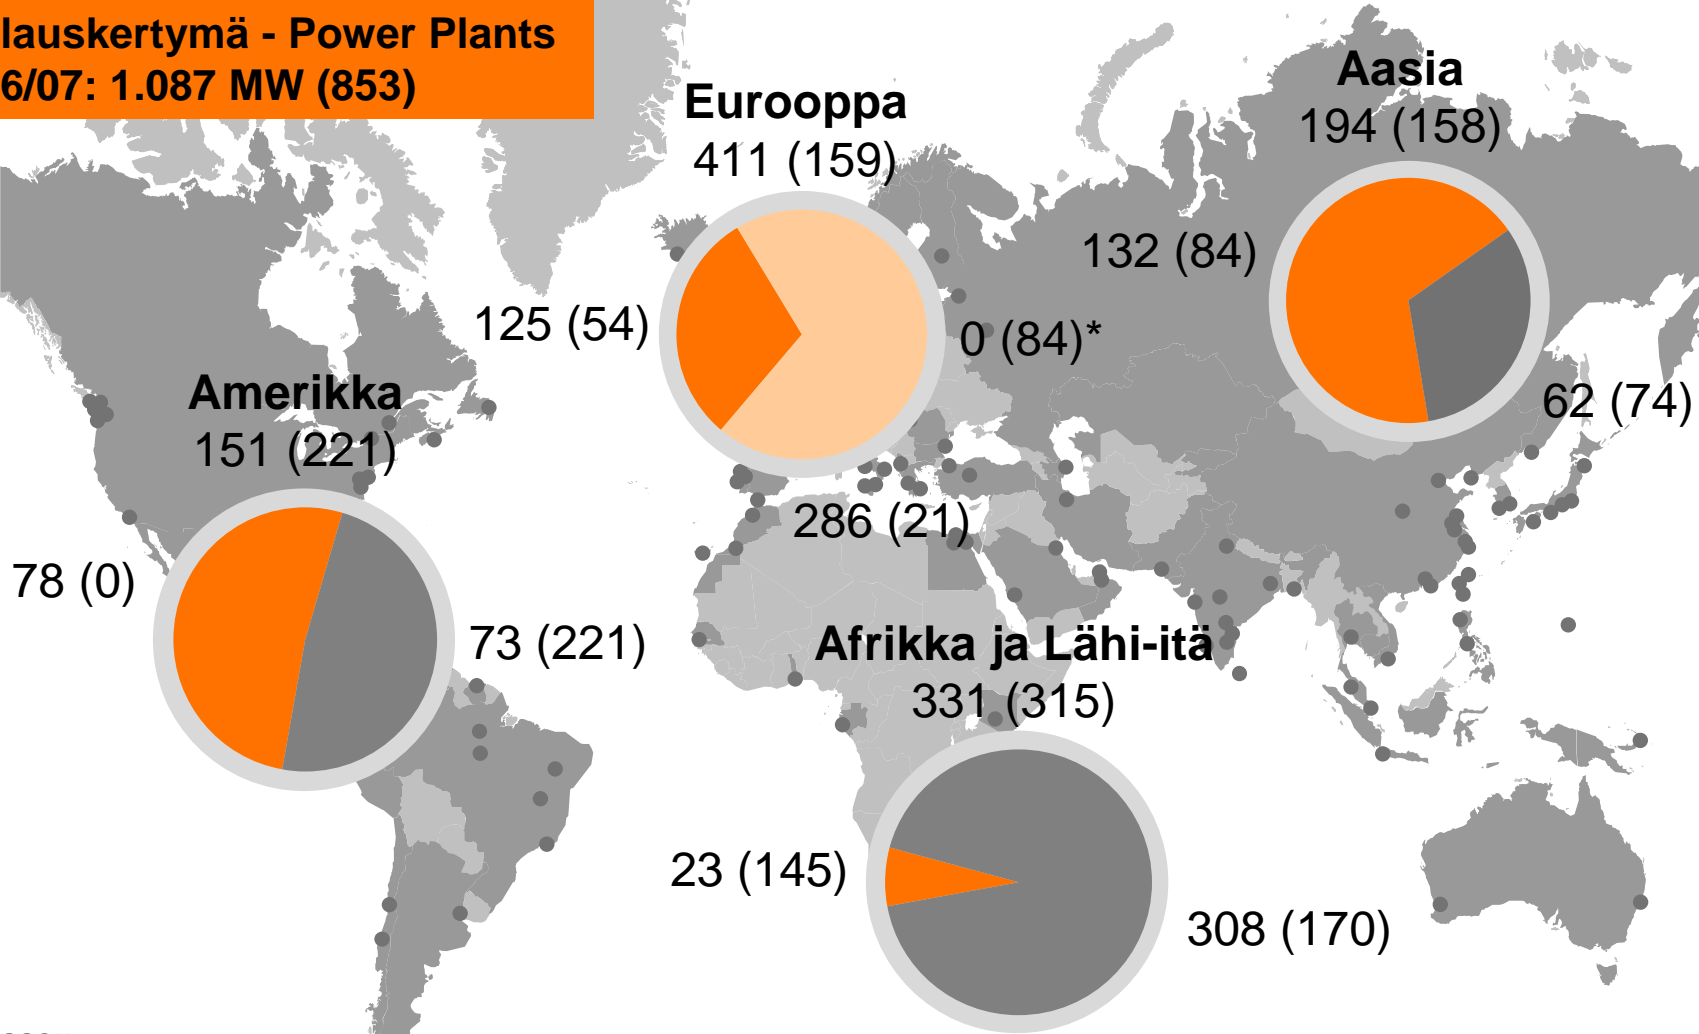 lauskertymä - Power Plants
6/07: 1.087 MW (853)
Eurooppa
411 (159)
125 (54)
0 (84)*
286 (21)
Aasia
194 (158)
132 (84)
62 (74)
Amerikka
151 (221)
78 (0)
73 (221)
Afrikka ja Lähi-itä
331 (315)
23 (145)
308 (170)